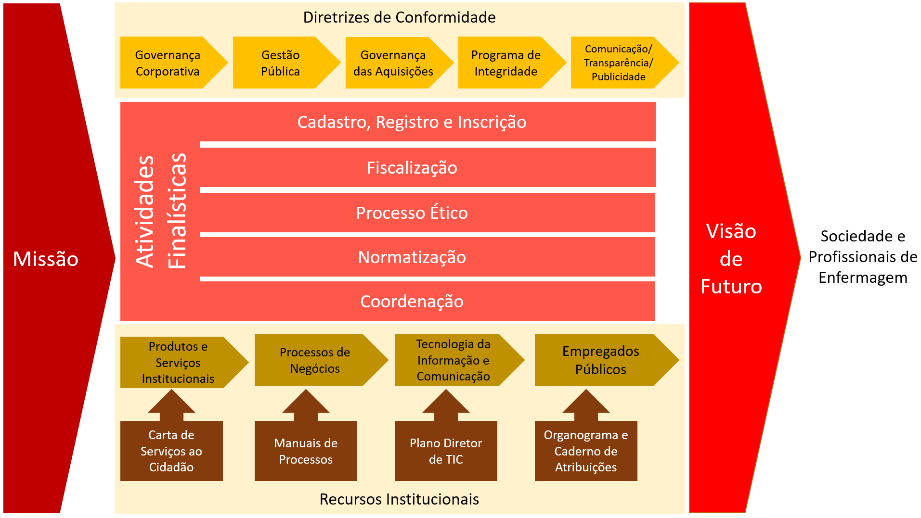 Diretrizes de Conformidade
Governança
Corporativa
Gestão
Pública
Governança
das Aquisições
Programa de
Integridade
Comunicação/
Transparência/
Publicidade
Missão
Atividades
Finalísticas
Cadastro, Registro e Inscrição
Fiscalização
Processo Ético
Normatização
Coordenação
Visão
de
Futuro
Sociedade e
Profissionais de
Enfermagem
Produtos e
Serviços
Institucionais
Processos de
Negócios
Tecnologia da
Informação e
Comunicação
Empregados
Públicos
Carta de
Serviços ao
Cidadão
Manuais de
Processos
Plano Diretor
de TIC
Organograma e
Caderno de
Atribuições
Recursos Institucionais